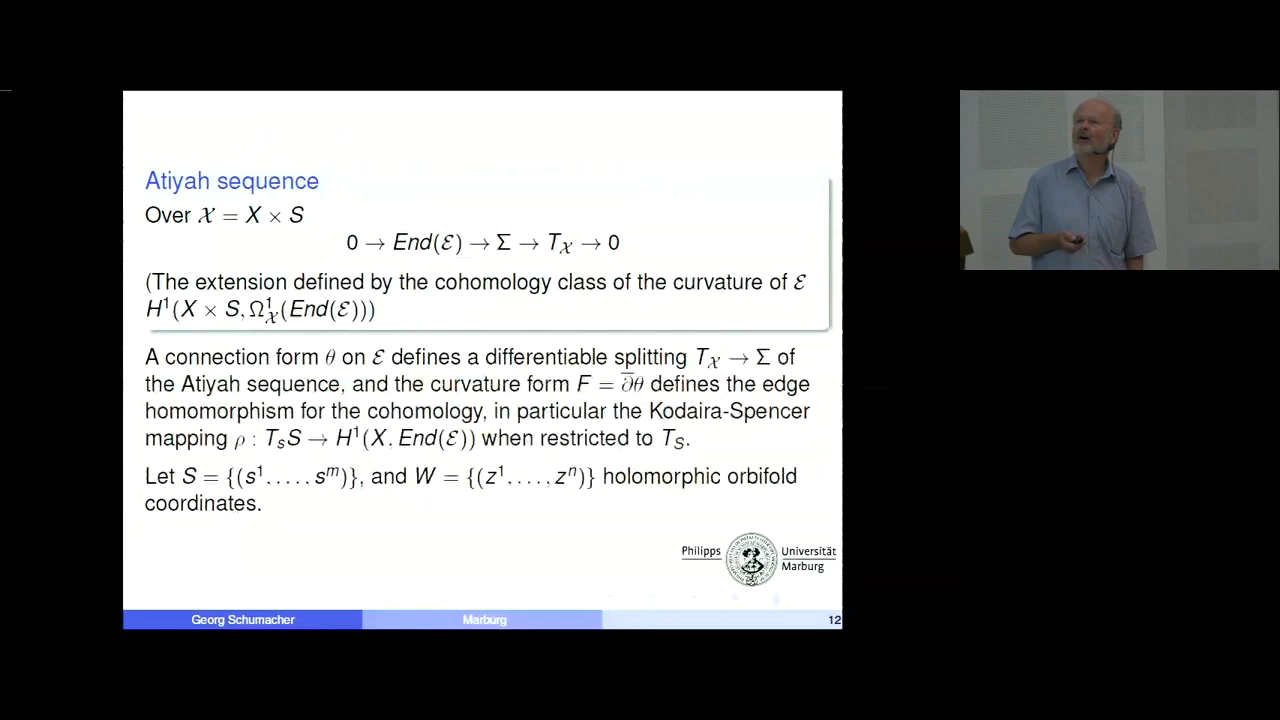 Atiyah sequence
Over 𝒳 = X × S
0 → End(ℰ) → Σ → T_𝒳 → 0
(The extension defined by the cohomology class of the curvature of ℰ
H¹(X × S, Ω¹_𝒳(End(ℰ)))
A connection form θ on ℰ defines a differentiable splitting T_𝒳 → Σ of
the Atiyah sequence, and the curvature form F = ∂̄θ defines the edge
homomorphism for the cohomology, in particular the Kodaira-Spencer
mapping ρ : T_sS → H¹(X, End(ℰ)) when restricted to T_S.
Let S = {(s¹, . . . , sᵐ)}, and W = {(z¹, . . . , zⁿ)} holomorphic orbifold
coordinates.
Philipps Universität
Marburg
Georg Schumacher Marburg 12